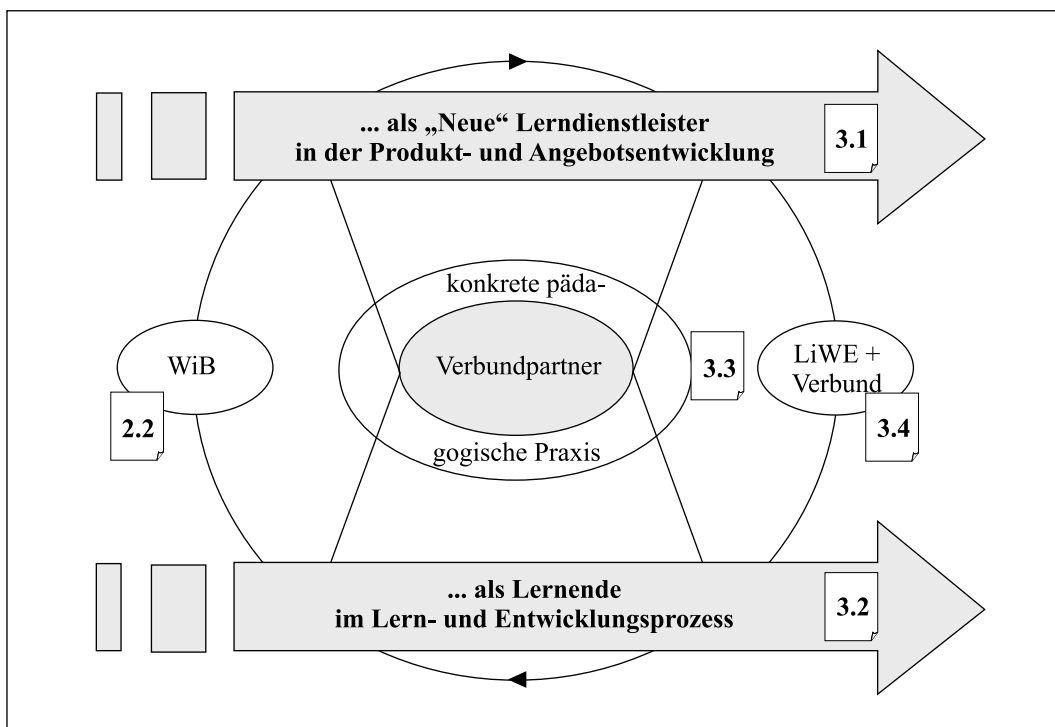 ... als „Neue“ Lerndienstleister
in der Produkt- und Angebotsentwicklung
3.1
konkrete päda-
WiB
2.2
Verbundpartner
3.3
LiWE +
Verbund
3.4
gogische Praxis
... als Lernende
im Lern- und Entwicklungsprozess
3.2